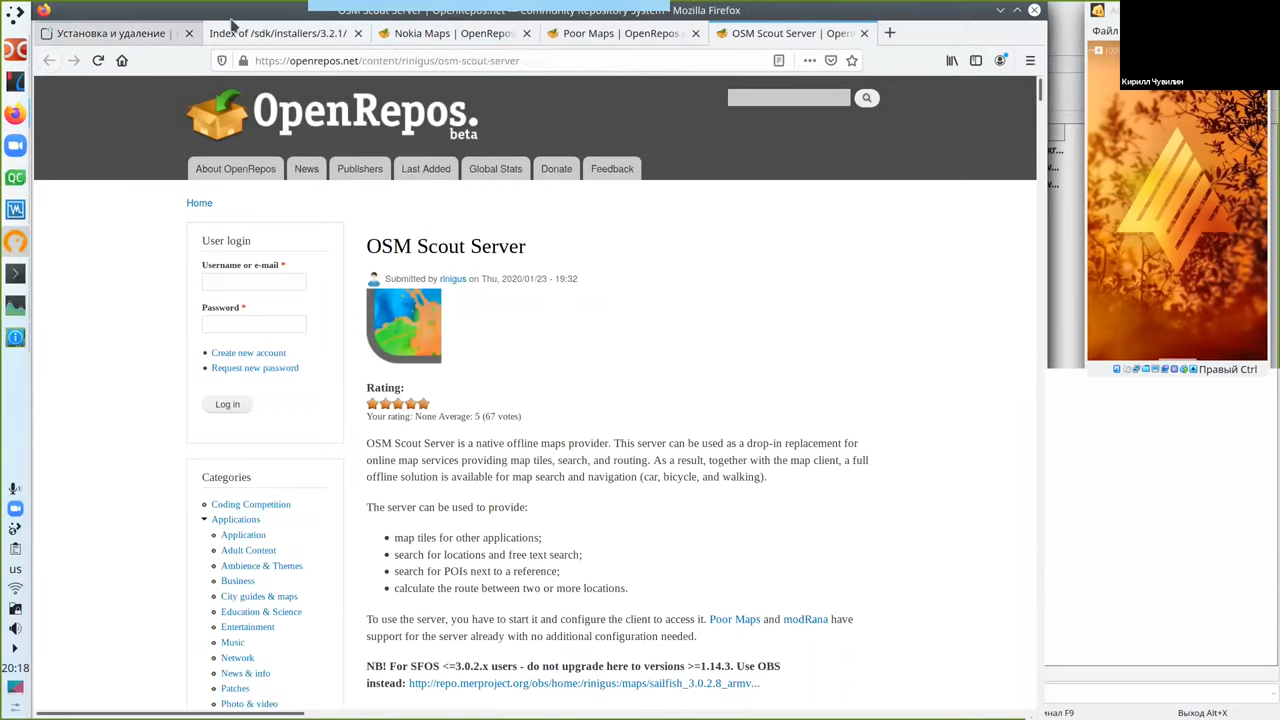 OSM Scout Server | OpenRepos.net — Community Repository System - Mozilla Firefox
Установка и удаление
Index of /sdk/installers/3.2.1/
Nokia Maps | OpenRepos.
Poor Maps | OpenRepos.
OSM Scout Server | Open
https://openrepos.net/content/rinigus/osm-scout-server
OpenRepos.
beta
About OpenRepos
News
Publishers
Last Added
Global Stats
Donate
Feedback
Home
User login
Username or e-mail *
Password *
Create new account
Request new password
Log in
Categories
Coding Competition
Applications
Application
Adult Content
Ambience & Themes
Business
City guides & maps
Education & Science
Entertainment
Music
Network
News & info
Patches
Photo & video
OSM Scout Server
Submitted by rinigus on Thu, 2020/01/23 - 19:32
Rating:
Your rating: None Average: 5 (67 votes)
OSM Scout Server is a native offline maps provider. This server can be used as a drop-in replacement for
online map services providing map tiles, search, and routing. As a result, together with the map client, a full
offline solution is available for map search and navigation (car, bicycle, and walking).
The server can be used to provide:
map tiles for other applications;
search for locations and free text search;
search for POIs next to a reference;
calculate the route between two or more locations.
To use the server, you have to start it and configure the client to access it. Poor Maps and modRana have
support for the server already with no additional configuration needed.
NB! For SFOS <=3.0.2.x users - do not upgrade here to versions >=1.14.3. Use OBS
instead: http://repo.merproject.org/obs/home:/rinigus:/maps/sailfish_3.0.2.8_armv...
QC
us
20:18
Файл
100%
Кирилл Чувилин
Правый Ctrl
инал F9
Выход Alt+X